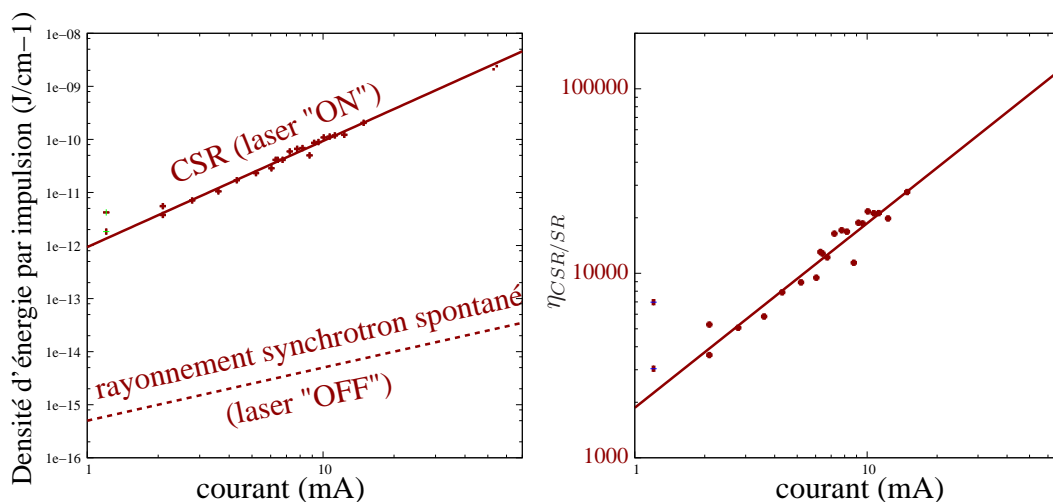 Densité d'énergie par impulsion (J/cm−1)
1e−08
1e−09
1e−10
1e−11
1e−12
1e−13
1e−14
1e−15
1e−16
CSR (laser "ON")
rayonnement synchrotron spontané
(laser "OFF")
1
10
courant (mA)
η_{CSR/SR}
100000
10000
1000
1
10
courant (mA)